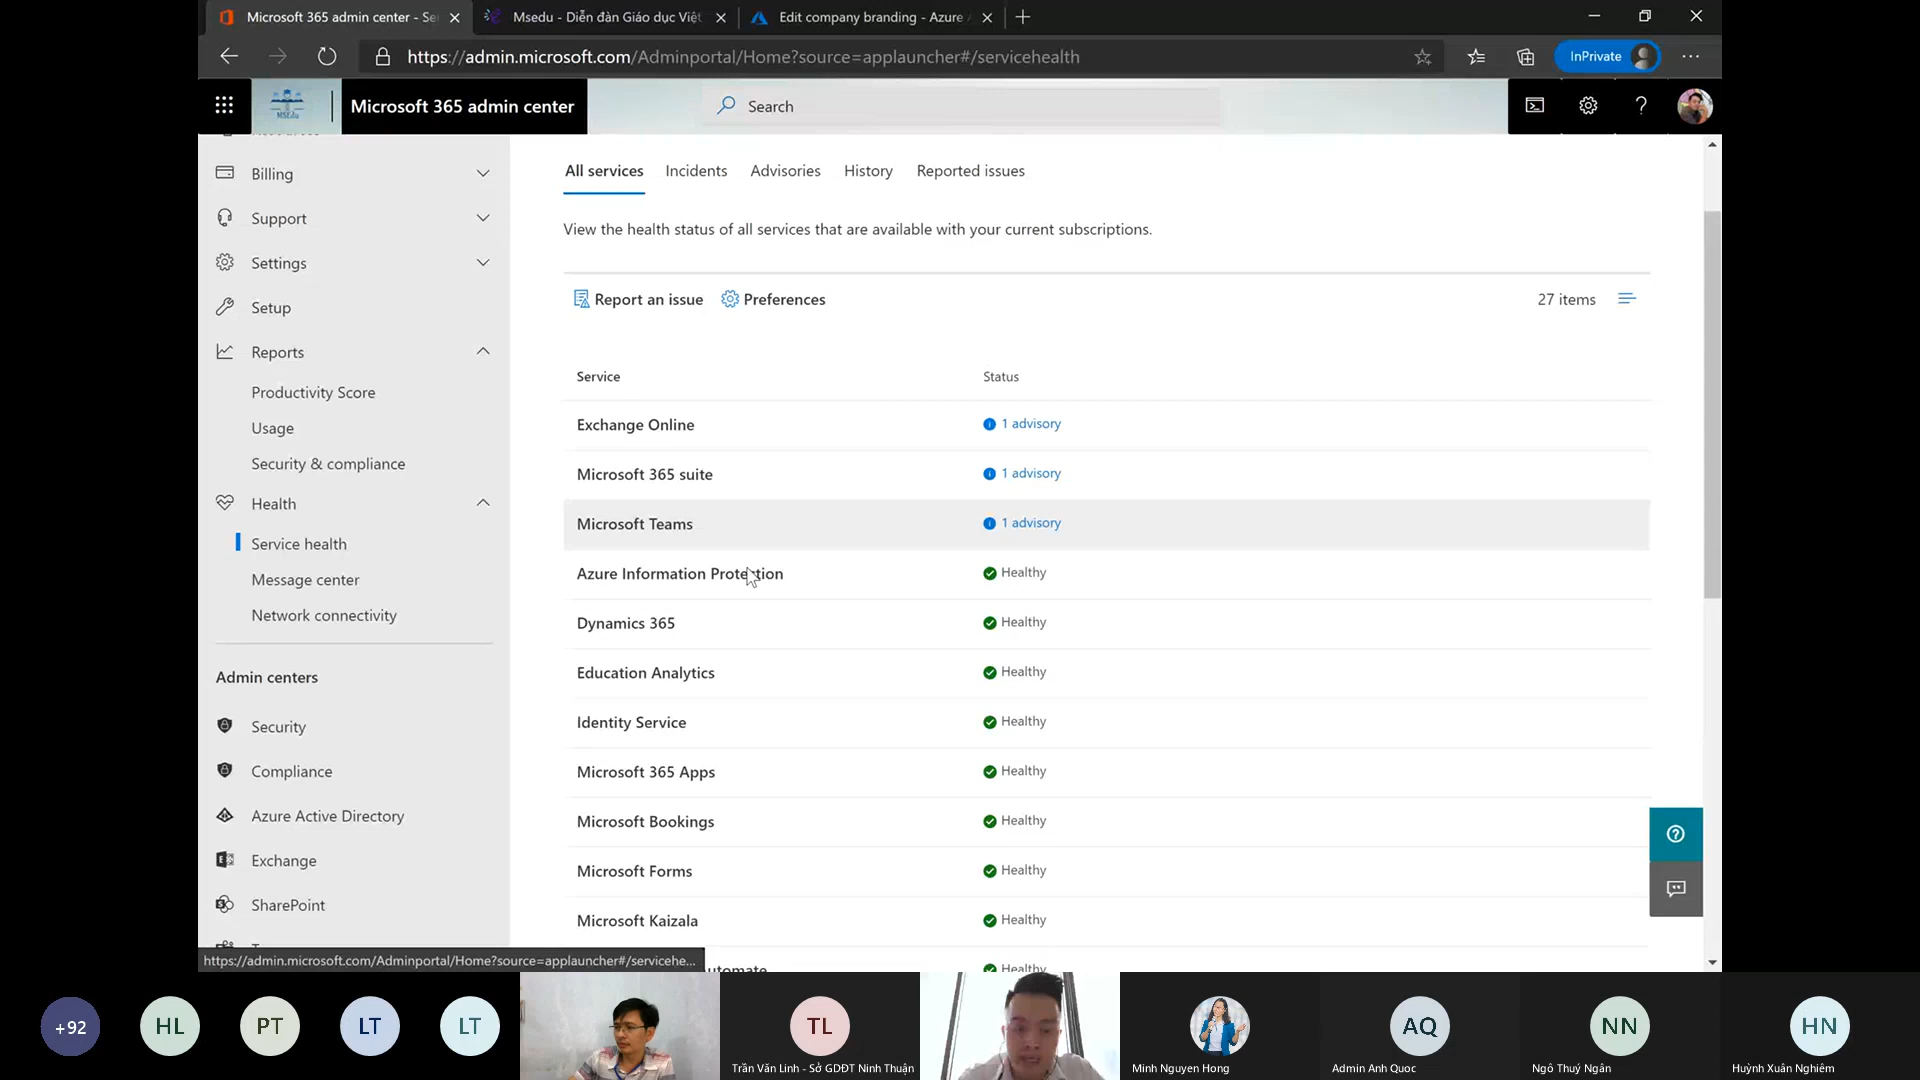 Microsoft 365 admin center - Se
Msedu - Diễn đàn Giáo dục Việt
Edit company branding - Azure
https://admin.microsoft.com/Adminportal/Home?source=applauncher#/servicehealth
InPrivate
MSEdu
Microsoft 365 admin center
Search
Billing
Support
Settings
Setup
Reports
Productivity Score
Usage
Security & compliance
Health
Service health
Message center
Network connectivity
Admin centers
Security
Compliance
Azure Active Directory
Exchange
SharePoint
https://admin.microsoft.com/Adminportal/Home?source=applauncher#/servicehe...
All services Incidents Advisories History Reported issues
View the health status of all services that are available with your current subscriptions.
Report an issue Preferences 27 items
Service Status
Exchange Online 1 advisory
Microsoft 365 suite 1 advisory
Microsoft Teams 1 advisory
Azure Information Protection Healthy
Dynamics 365 Healthy
Education Analytics Healthy
Identity Service Healthy
Microsoft 365 Apps Healthy
Microsoft Bookings Healthy
Microsoft Forms Healthy
Microsoft Kaizala Healthy
utomate Healthy
+92 HL PT LT LT TL AQ NN HN
Trần Văn Linh - Sở GDĐT Ninh Thuận
Minh Nguyen Hong
Admin Anh Quoc
Ngô Thuý Ngân
Huỳnh Xuân Nghiêm